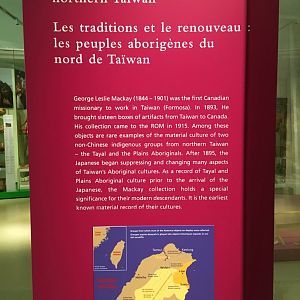 northern Taiwan
Les traditions et le renouveau :
les peuples aborigènes du
nord de Taïwan
George Leslie Mackay (1844 – 1901) was the first Canadian
missionary to work in Taiwan (Formosa). In 1893, He
brought sixteen boxes of artifacts from Taiwan to Canada.
His collection came to the ROM in 1915. Among these
objects are rare examples of the material culture of two
non-Chinese indigenous groups from northern Taiwan
– the Tayal and the Plains Aboriginals. After 1895, the
Japanese began suppressing and changing many aspects
of Taiwan's Aboriginal cultures. As a record of Tayal and
Plains Aboriginal culture prior to the arrival of the
Japanese, the Mackay collection holds a special
significance for their modern descendants. It is the earliest
known material record of their cultures.